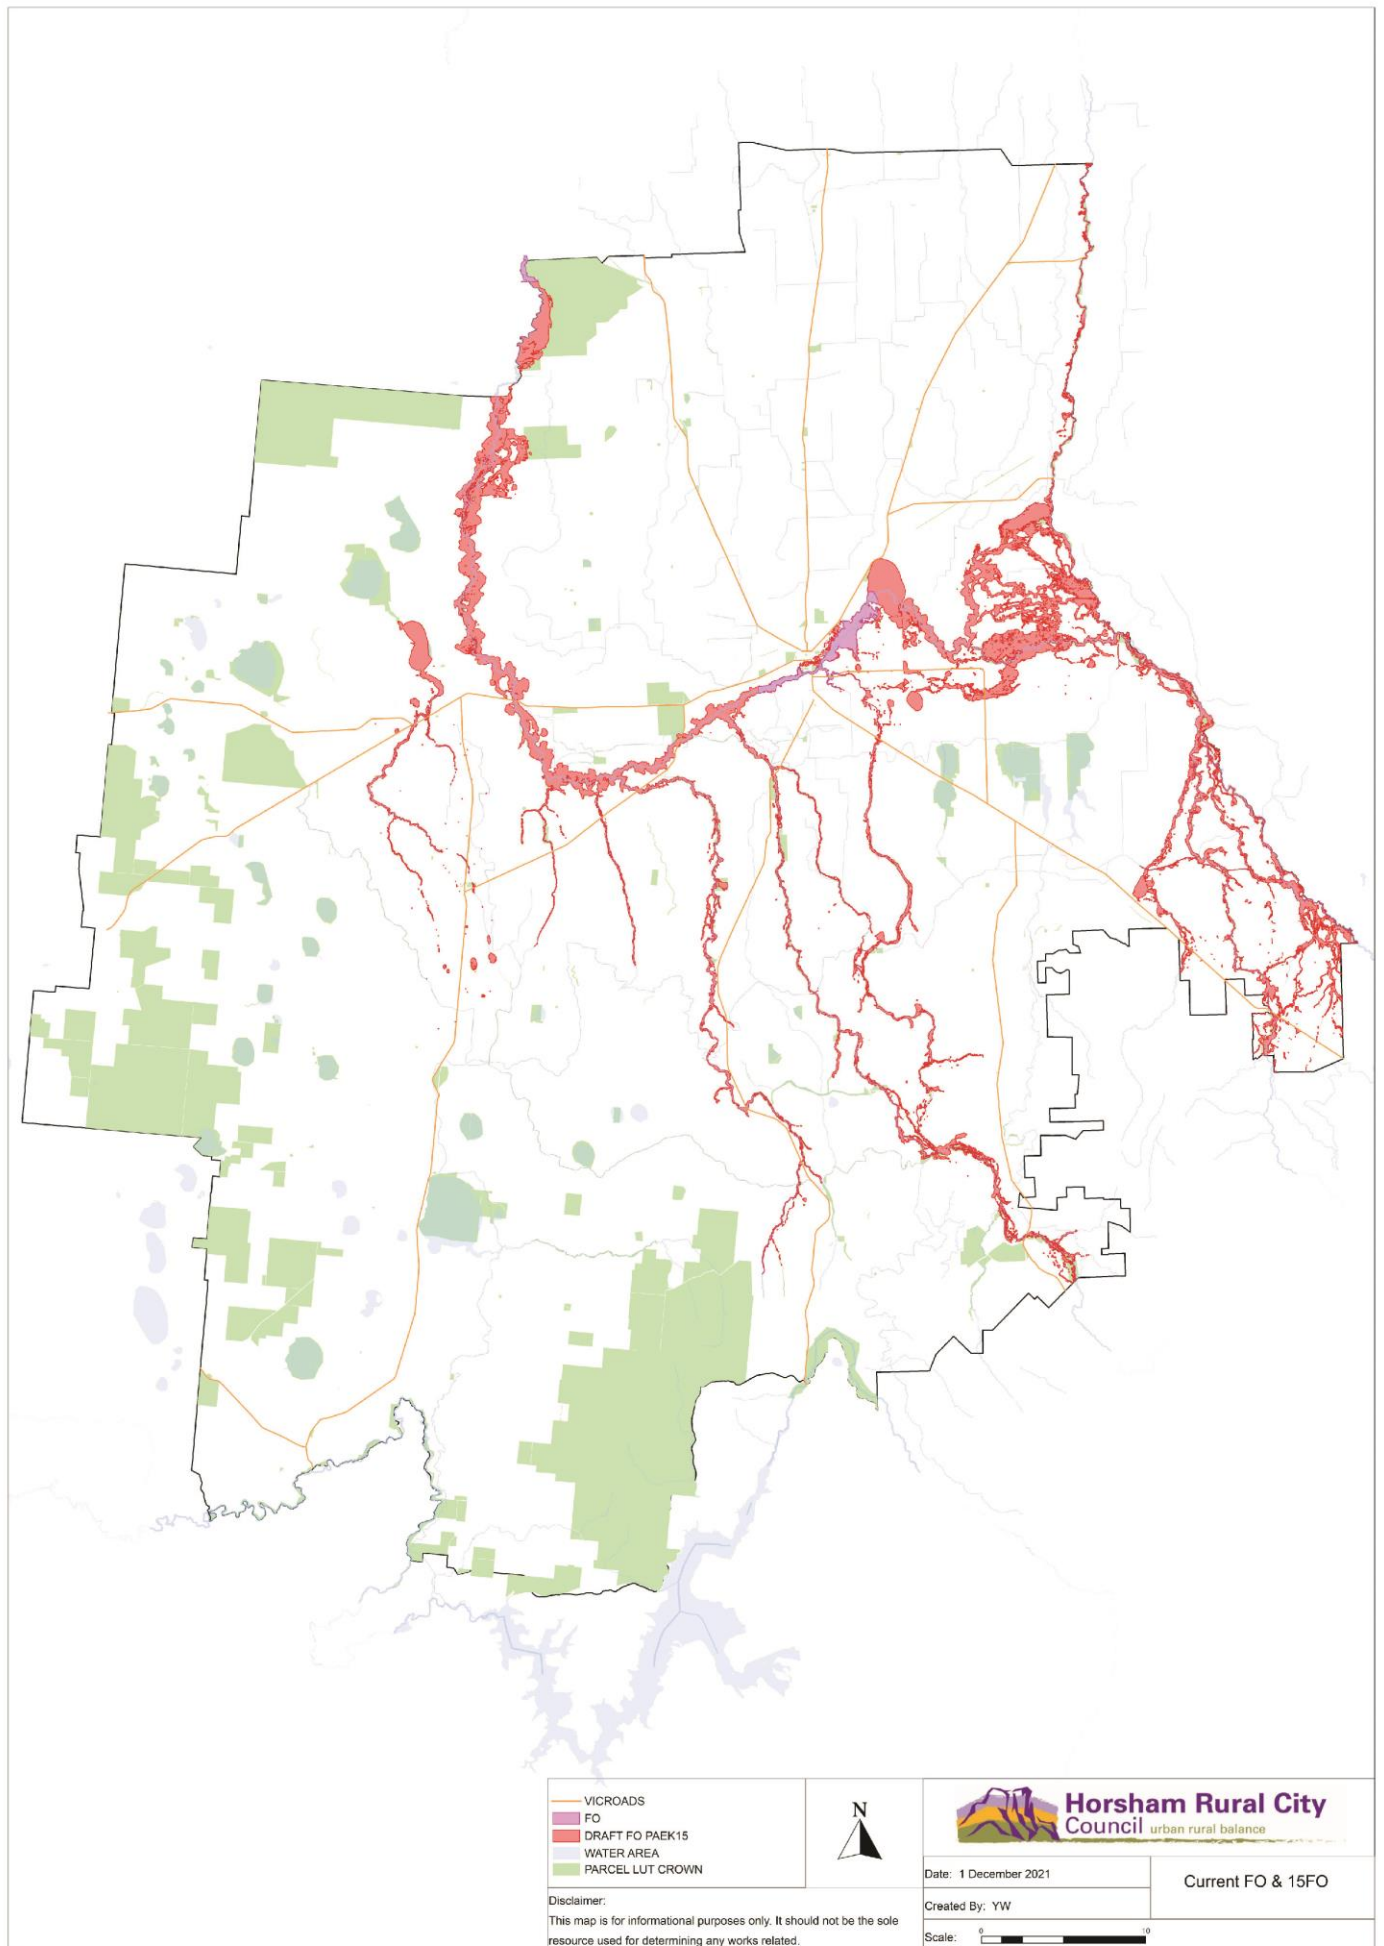 VICROADS
FO
DRAFT FO PAEK15
WATER AREA
PARCEL LUT CROWN
Disclaimer:
This map is for informational purposes only. It should not be the sole
resource used for determining any works related.
N
Horsham Rural City
Council urban rural balance
Date: 1 December 2021
Created By: YW
Scale: 0 10
Current FO & 15FO